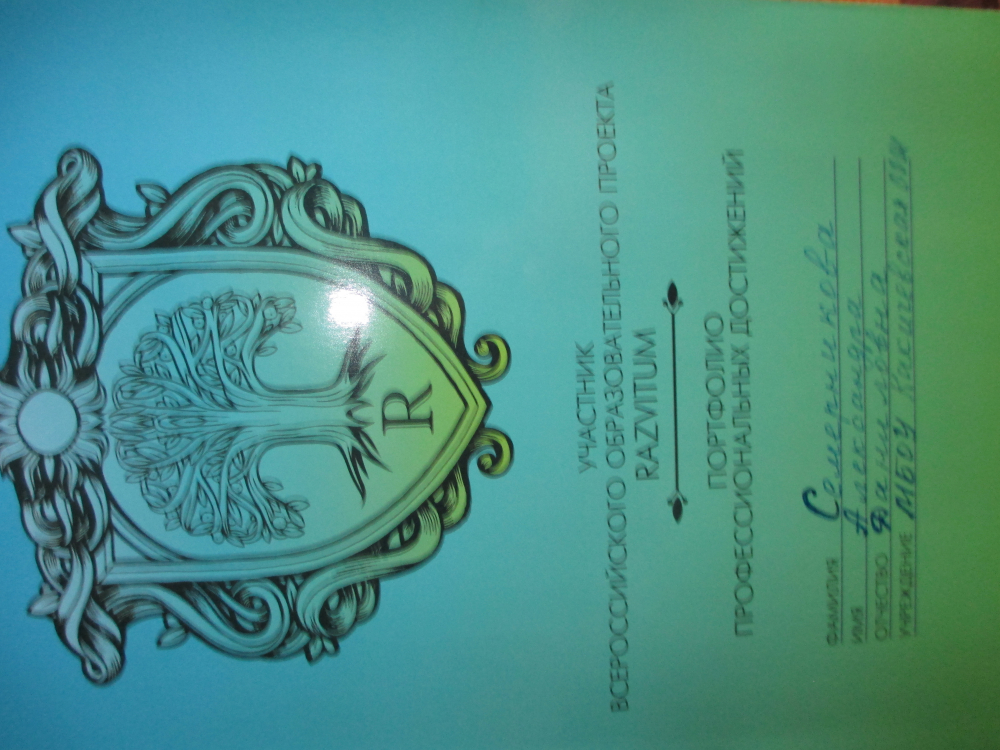 R
УЧАСТНИК
ВСЕРОССИЙСКОГО ОБРАЗОВАТЕЛЬНОГО ПРОЕКТА
RAZVITUM
ПОРТФОЛИО
ПРОФЕССИОНАЛЬНЫХ ДОСТИЖЕНИЙ
ФАМИЛИЯ Семенникова
ИМЯ Александра
ОТЧЕСТВО Даниловна
УЧРЕЖДЕНИЕ МБОУ